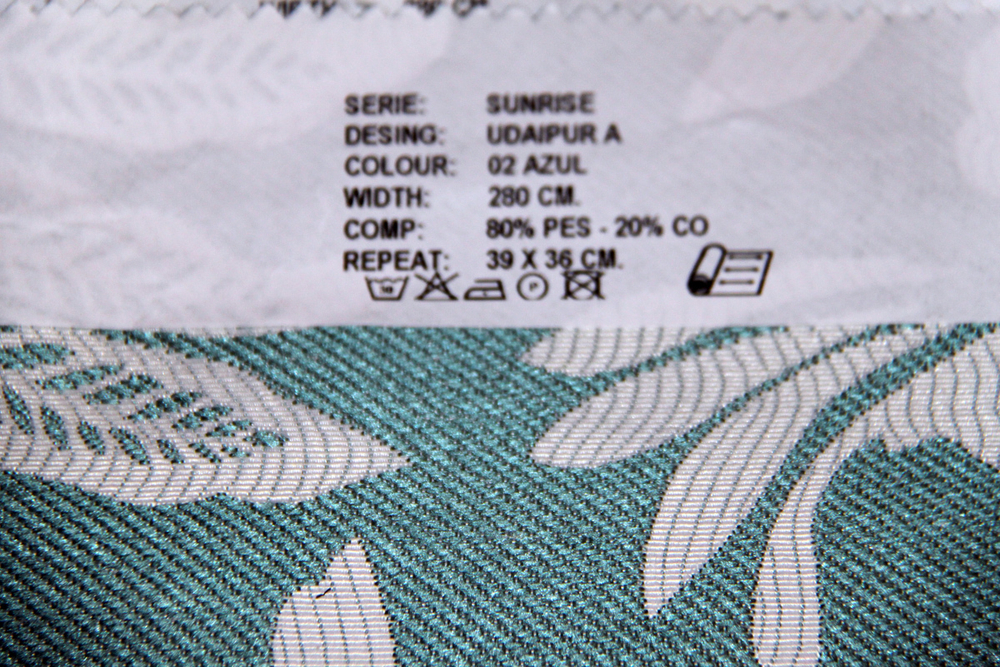 SERIE: SUNRISE
DESING: UDAIPUR A
COLOUR: 02 AZUL
WIDTH: 280 CM.
COMP: 80% PES - 20% CO
REPEAT: 39 X 36 CM.
P